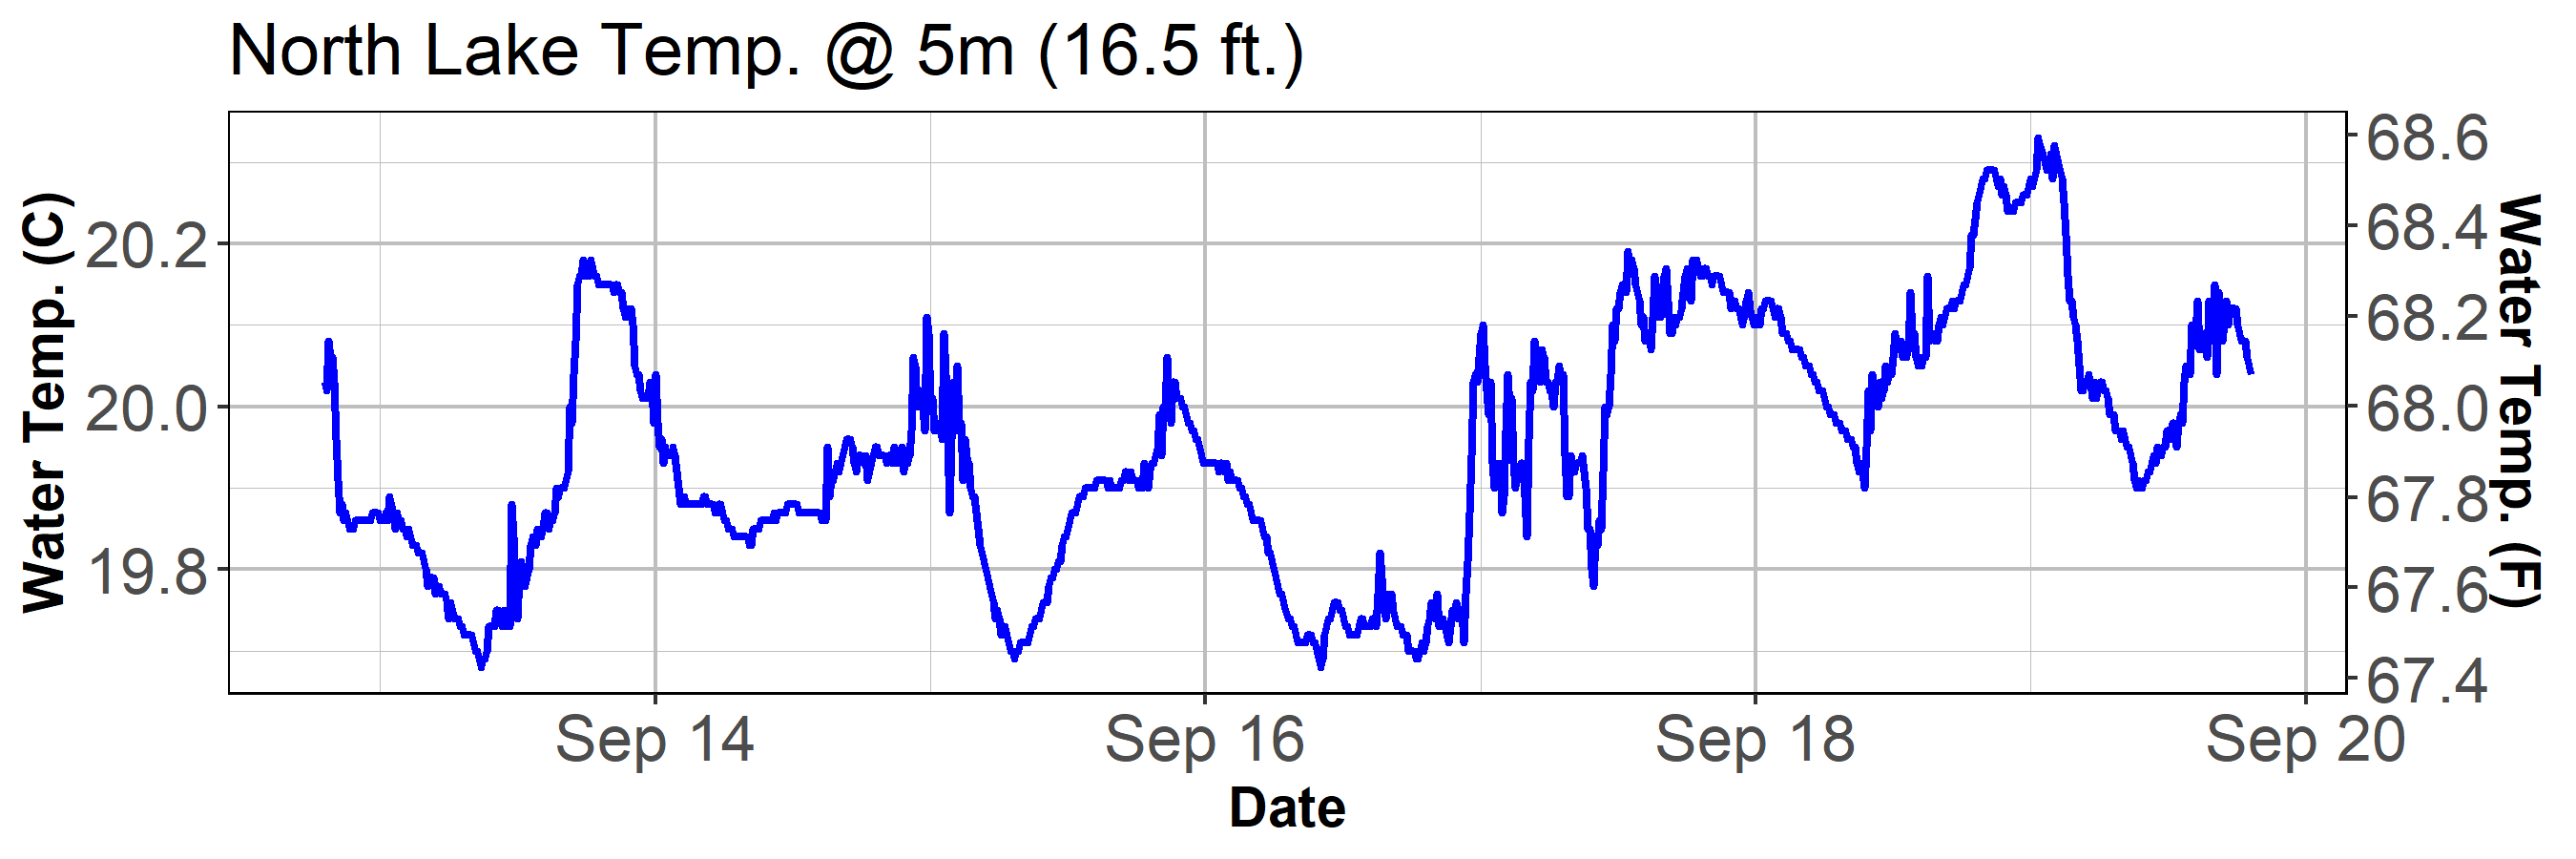 North Lake Temp. @ 5m (16.5 ft.)
Water Temp. (C)
20.2
20.0
19.8
68.6
68.4
68.2
68.0
67.8
67.6
67.4
Water Temp. (F)
Sep 14
Sep 16
Sep 18
Sep 20
Date